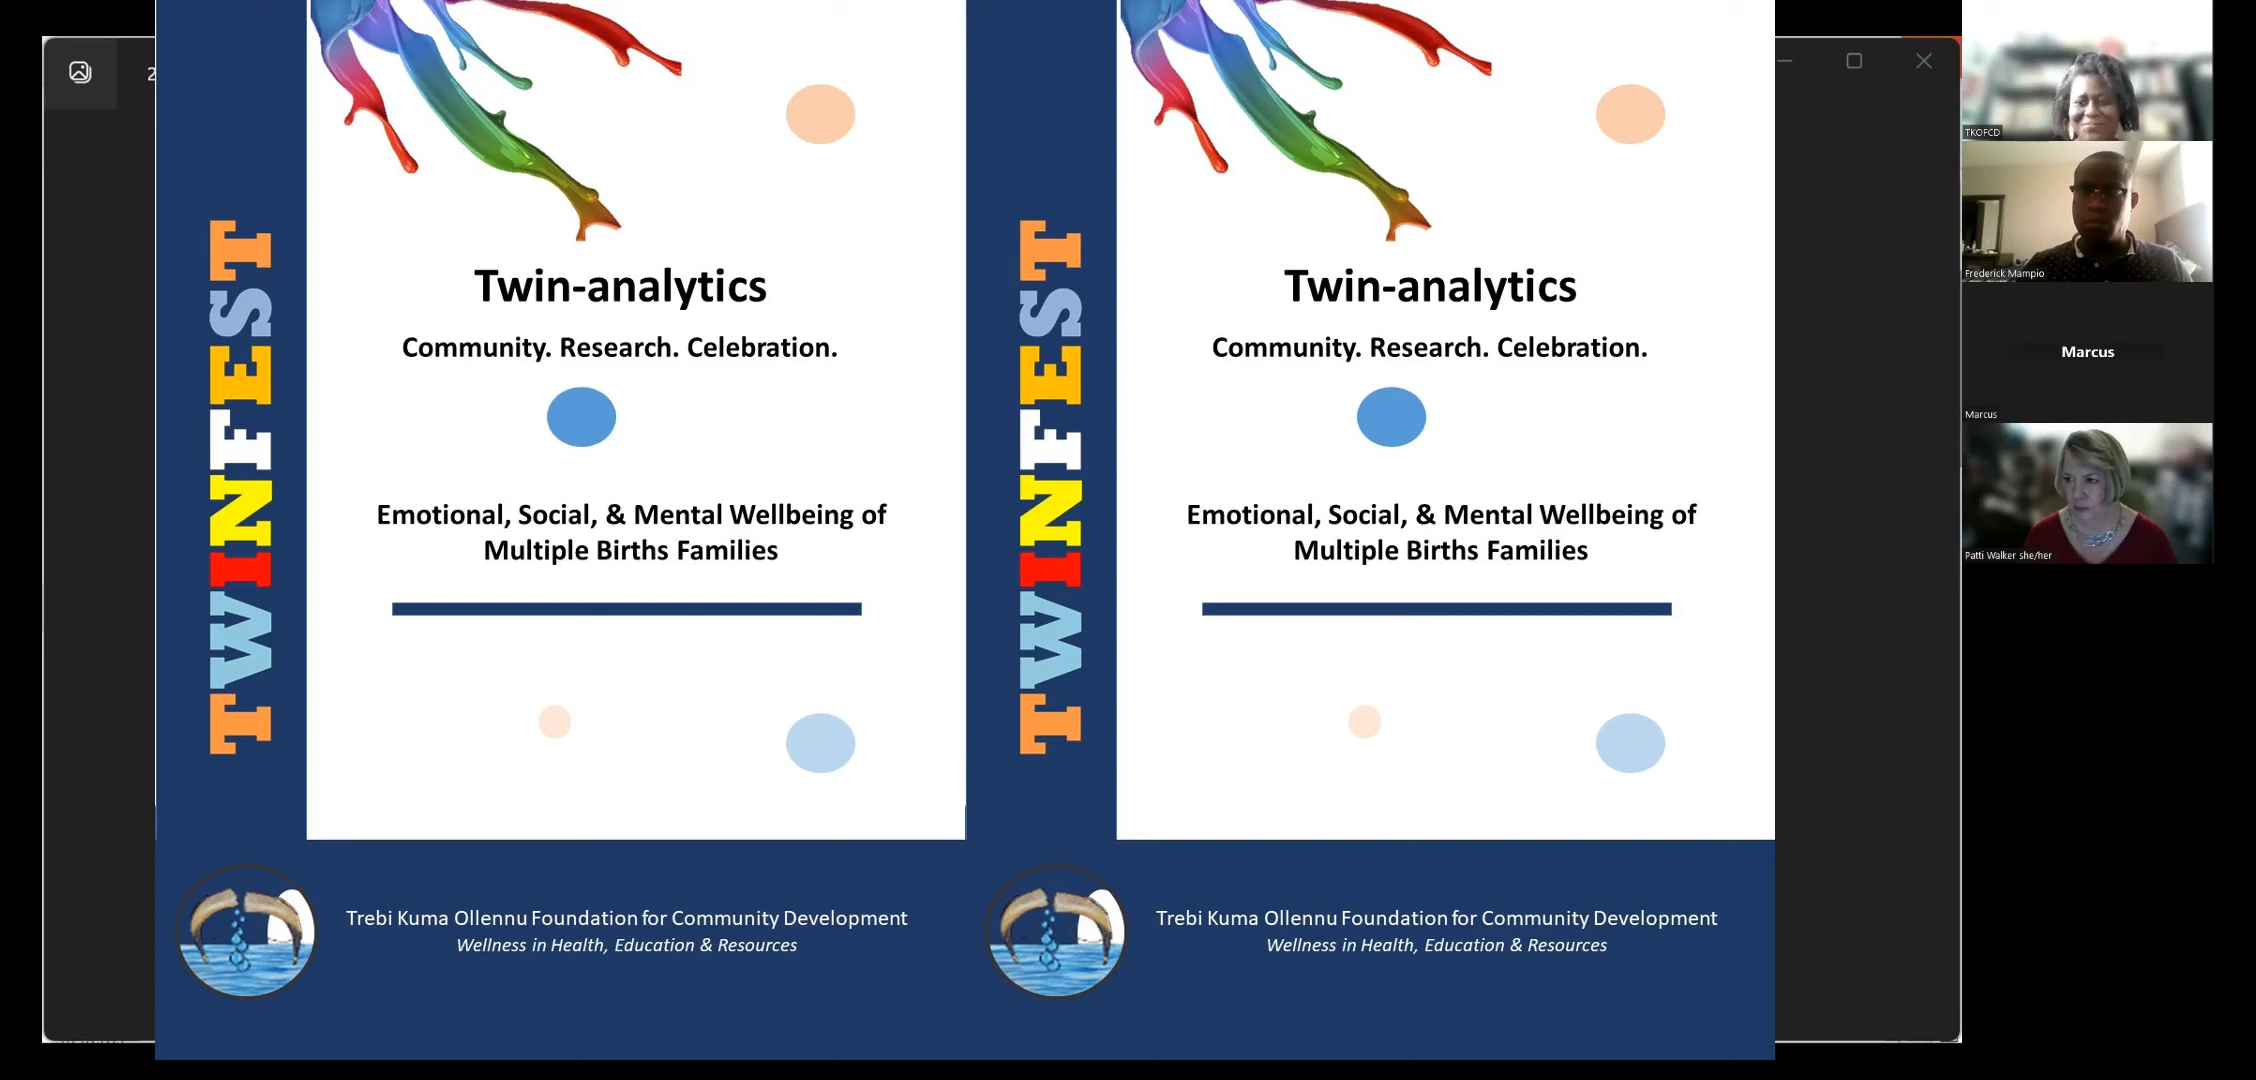 2
TWINFEST
Twin-analytics
Community. Research. Celebration.
Emotional, Social, & Mental Wellbeing of
Multiple Births Families
Trebi Kuma Ollennu Foundation for Community Development
Wellness in Health, Education & Resources
TWINFEST
Twin-analytics
Community. Research. Celebration.
Emotional, Social, & Mental Wellbeing of
Multiple Births Families
Trebi Kuma Ollennu Foundation for Community Development
Wellness in Health, Education & Resources
TKOFCD
Frederick Mampio
Marcus
Marcus
Patti Walker she/her